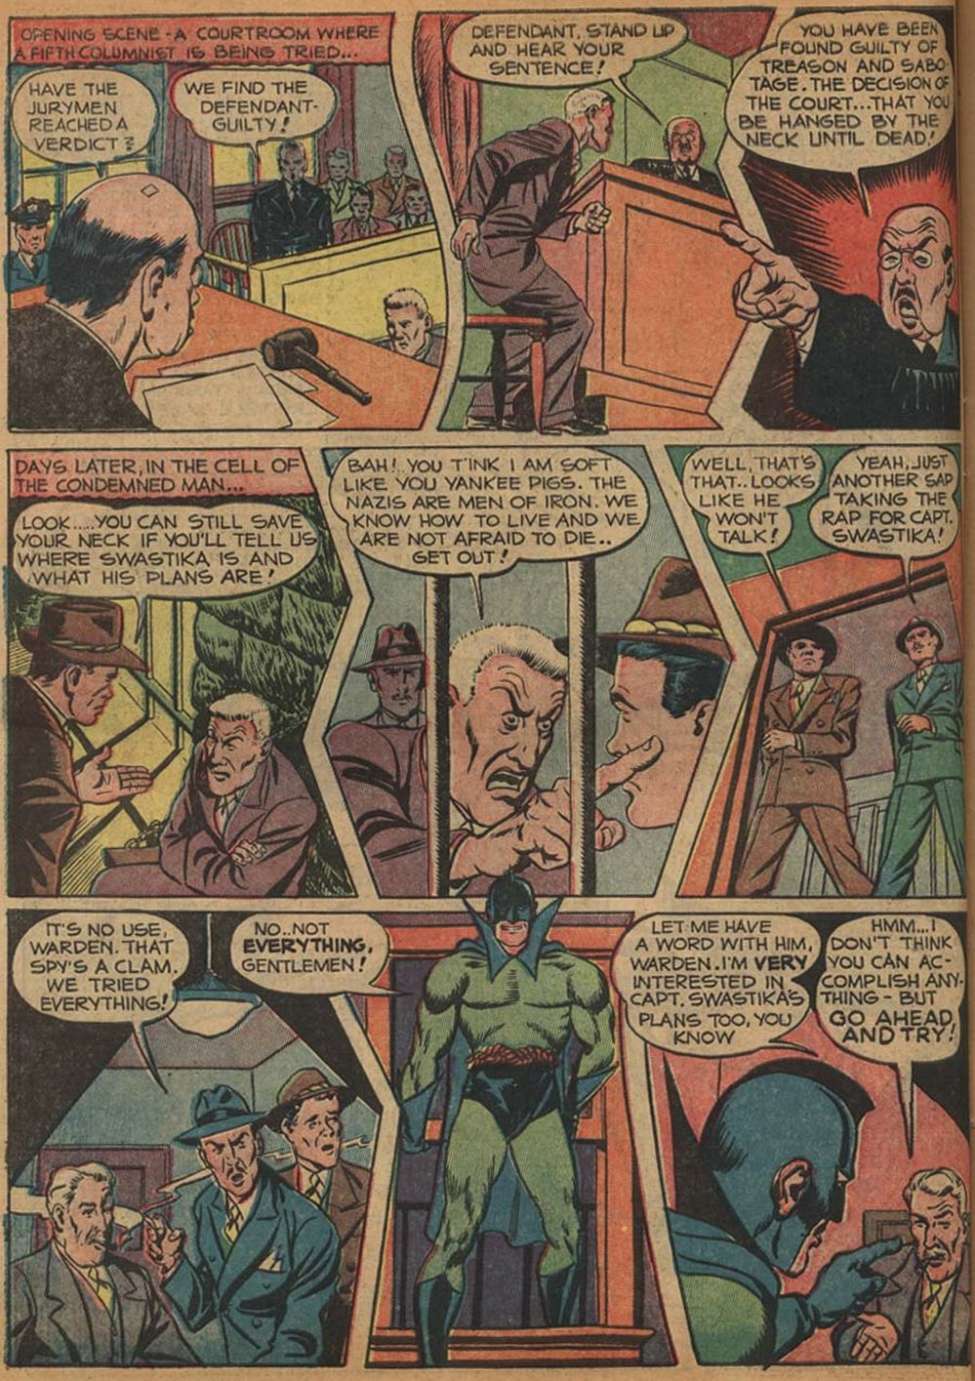 OPENING SCENE - A COURTROOM WHERE
A FIFTH COLUMNIST IS BEING TRIED...
HAVE THE
JURYMEN
REACHED A
VERDICT?
WE FIND THE
DEFENDANT-
GUILTY!
DEFENDANT, STAND UP
AND HEAR YOUR
SENTENCE!
YOU HAVE BEEN
FOUND GUILTY OF
TREASON AND SABO-
TAGE. THE DECISION OF
THE COURT...THAT YOU
BE HANGED BY THE
NECK UNTIL DEAD!
DAYS LATER, IN THE CELL OF
THE CONDEMNED MAN...
LOOK.....YOU CAN STILL SAVE
YOUR NECK IF YOU'LL TELL US
WHERE SWASTIKA IS AND
WHAT HIS PLANS ARE!
BAH! YOU T'INK I AM SOFT
LIKE YOU YANKEE PIGS. THE
NAZIS ARE MEN OF IRON. WE
KNOW HOW TO LIVE AND WE
ARE NOT AFRAID TO DIE..
GET OUT!
WELL, THAT'S
THAT..LOOKS
LIKE HE
WON'T
TALK!
YEAH, JUST
ANOTHER SAP
TAKING THE
RAP FOR CAPT.
SWASTIKA!
IT'S NO USE,
WARDEN. THAT
SPY'S A CLAM.
WE TRIED
EVERYTHING!
NO..NOT
EVERYTHING,
GENTLEMEN!
LET ME HAVE
A WORD WITH HIM,
WARDEN. I'M VERY
INTERESTED IN
CAPT. SWASTIKA'S
PLANS TOO, YOU
KNOW
HMM...I
DON'T THINK
YOU CAN AC-
COMPLISH ANY-
THING - BUT
GO AHEAD
AND TRY!